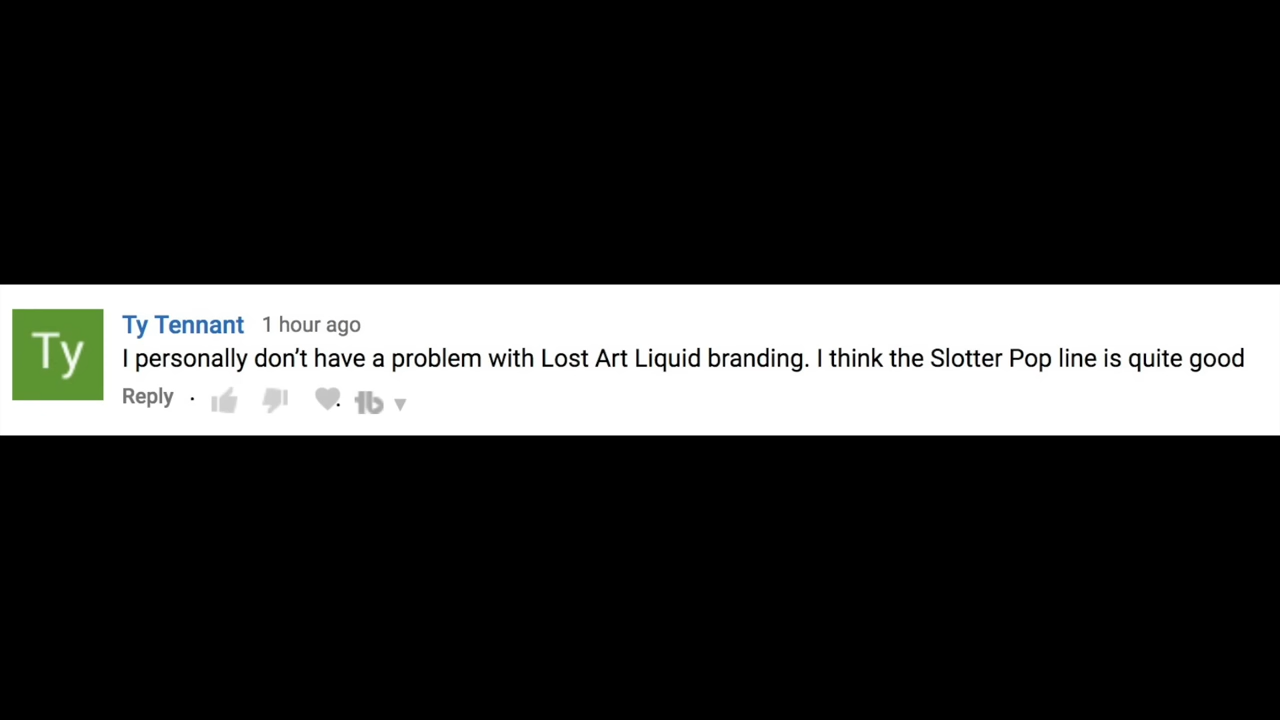 Ty
Ty Tennant 1 hour ago
I personally don’t have a problem with Lost Art Liquid branding. I think the Slotter Pop line is quite good
Reply ·
tb